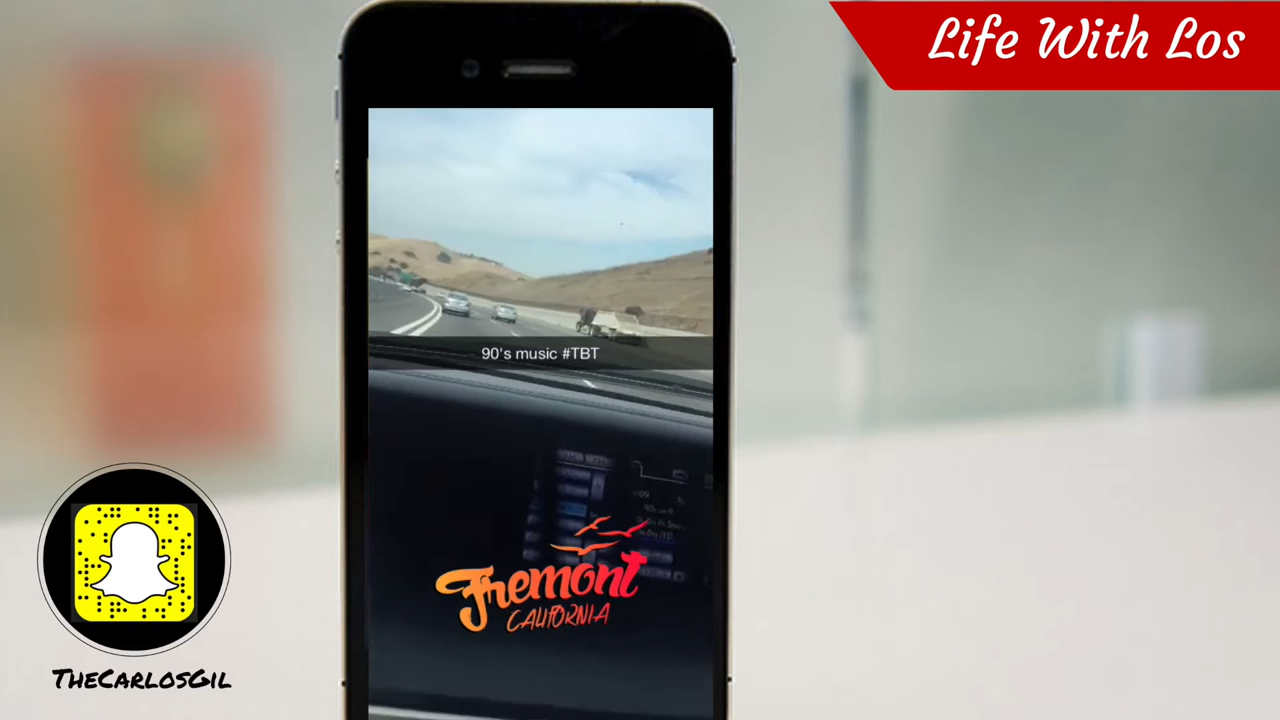 Life With Los
90's music #TBT
Fremont
CALIFORNIA
TheCarlosGil